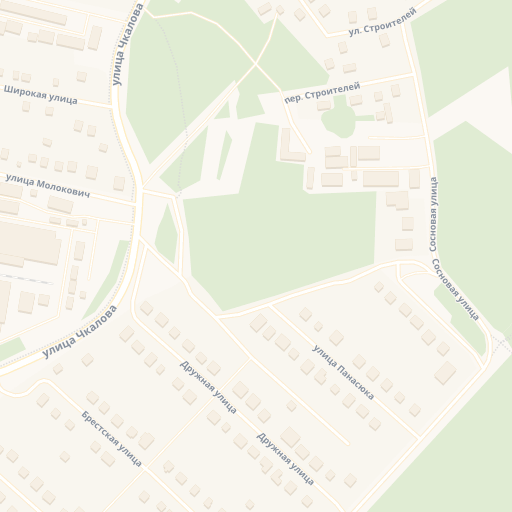 улица Чкалова
ул. Строителей
Широкая улица
пер. Строителей
улица Молокович
Сосновая улица
Сосновая улица
улица Чкалова
улица Панасюка
Дружная улица
Брестская улица
Дружная улица